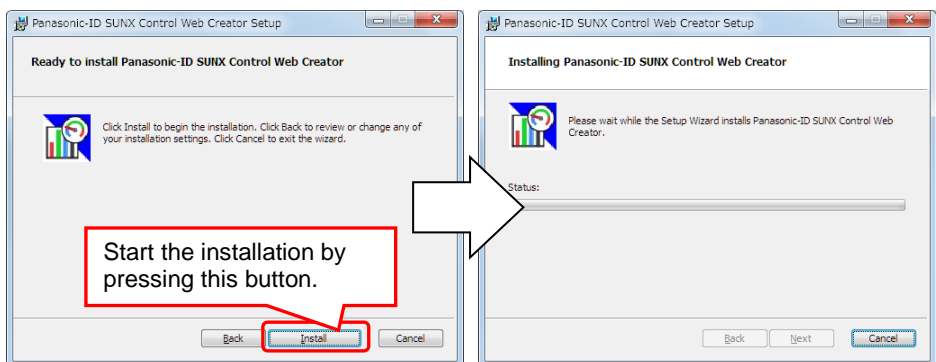 Panasonic-ID SUNX Control Web Creator Setup
Ready to install Panasonic-ID SUNX Control Web Creator
Click Install to begin the installation. Click Back to review or change any of
your installation settings. Click Cancel to exit the wizard.
Start the installation by
pressing this button.
Back Install Cancel
Panasonic-ID SUNX Control Web Creator Setup
Installing Panasonic-ID SUNX Control Web Creator
Please wait while the Setup Wizard installs Panasonic-ID SUNX Control Web
Creator.
Status:
Back Next Cancel